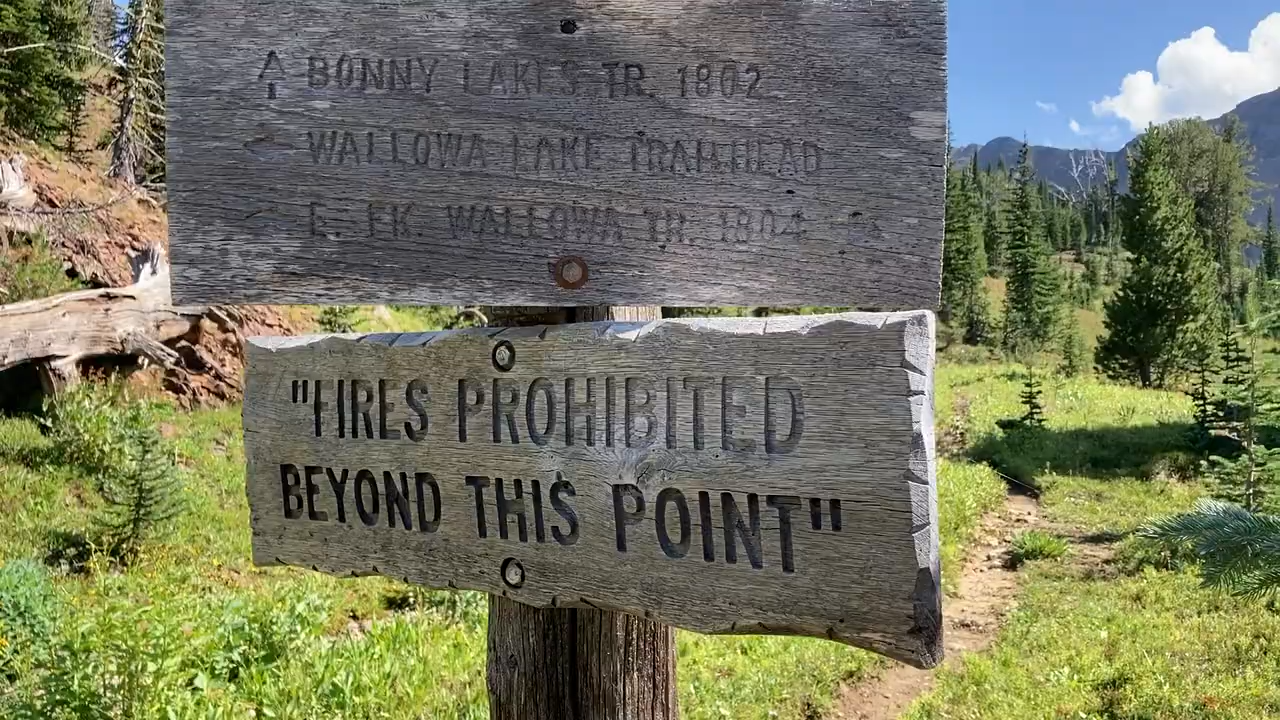 ↑ BONNY LAKES TR. 1802
WALLOWA LAKE TRAILHEAD
E. FK. WALLOWA TR. 1804
"FIRES PROHIBITED
BEYOND THIS POINT"